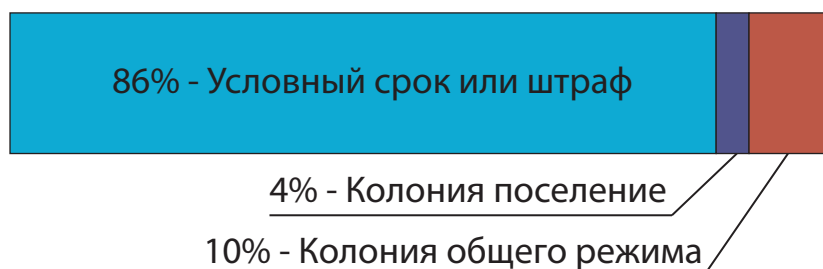 86% - Условный срок или штраф
4% - Колония поселение
10% - Колония общего режима